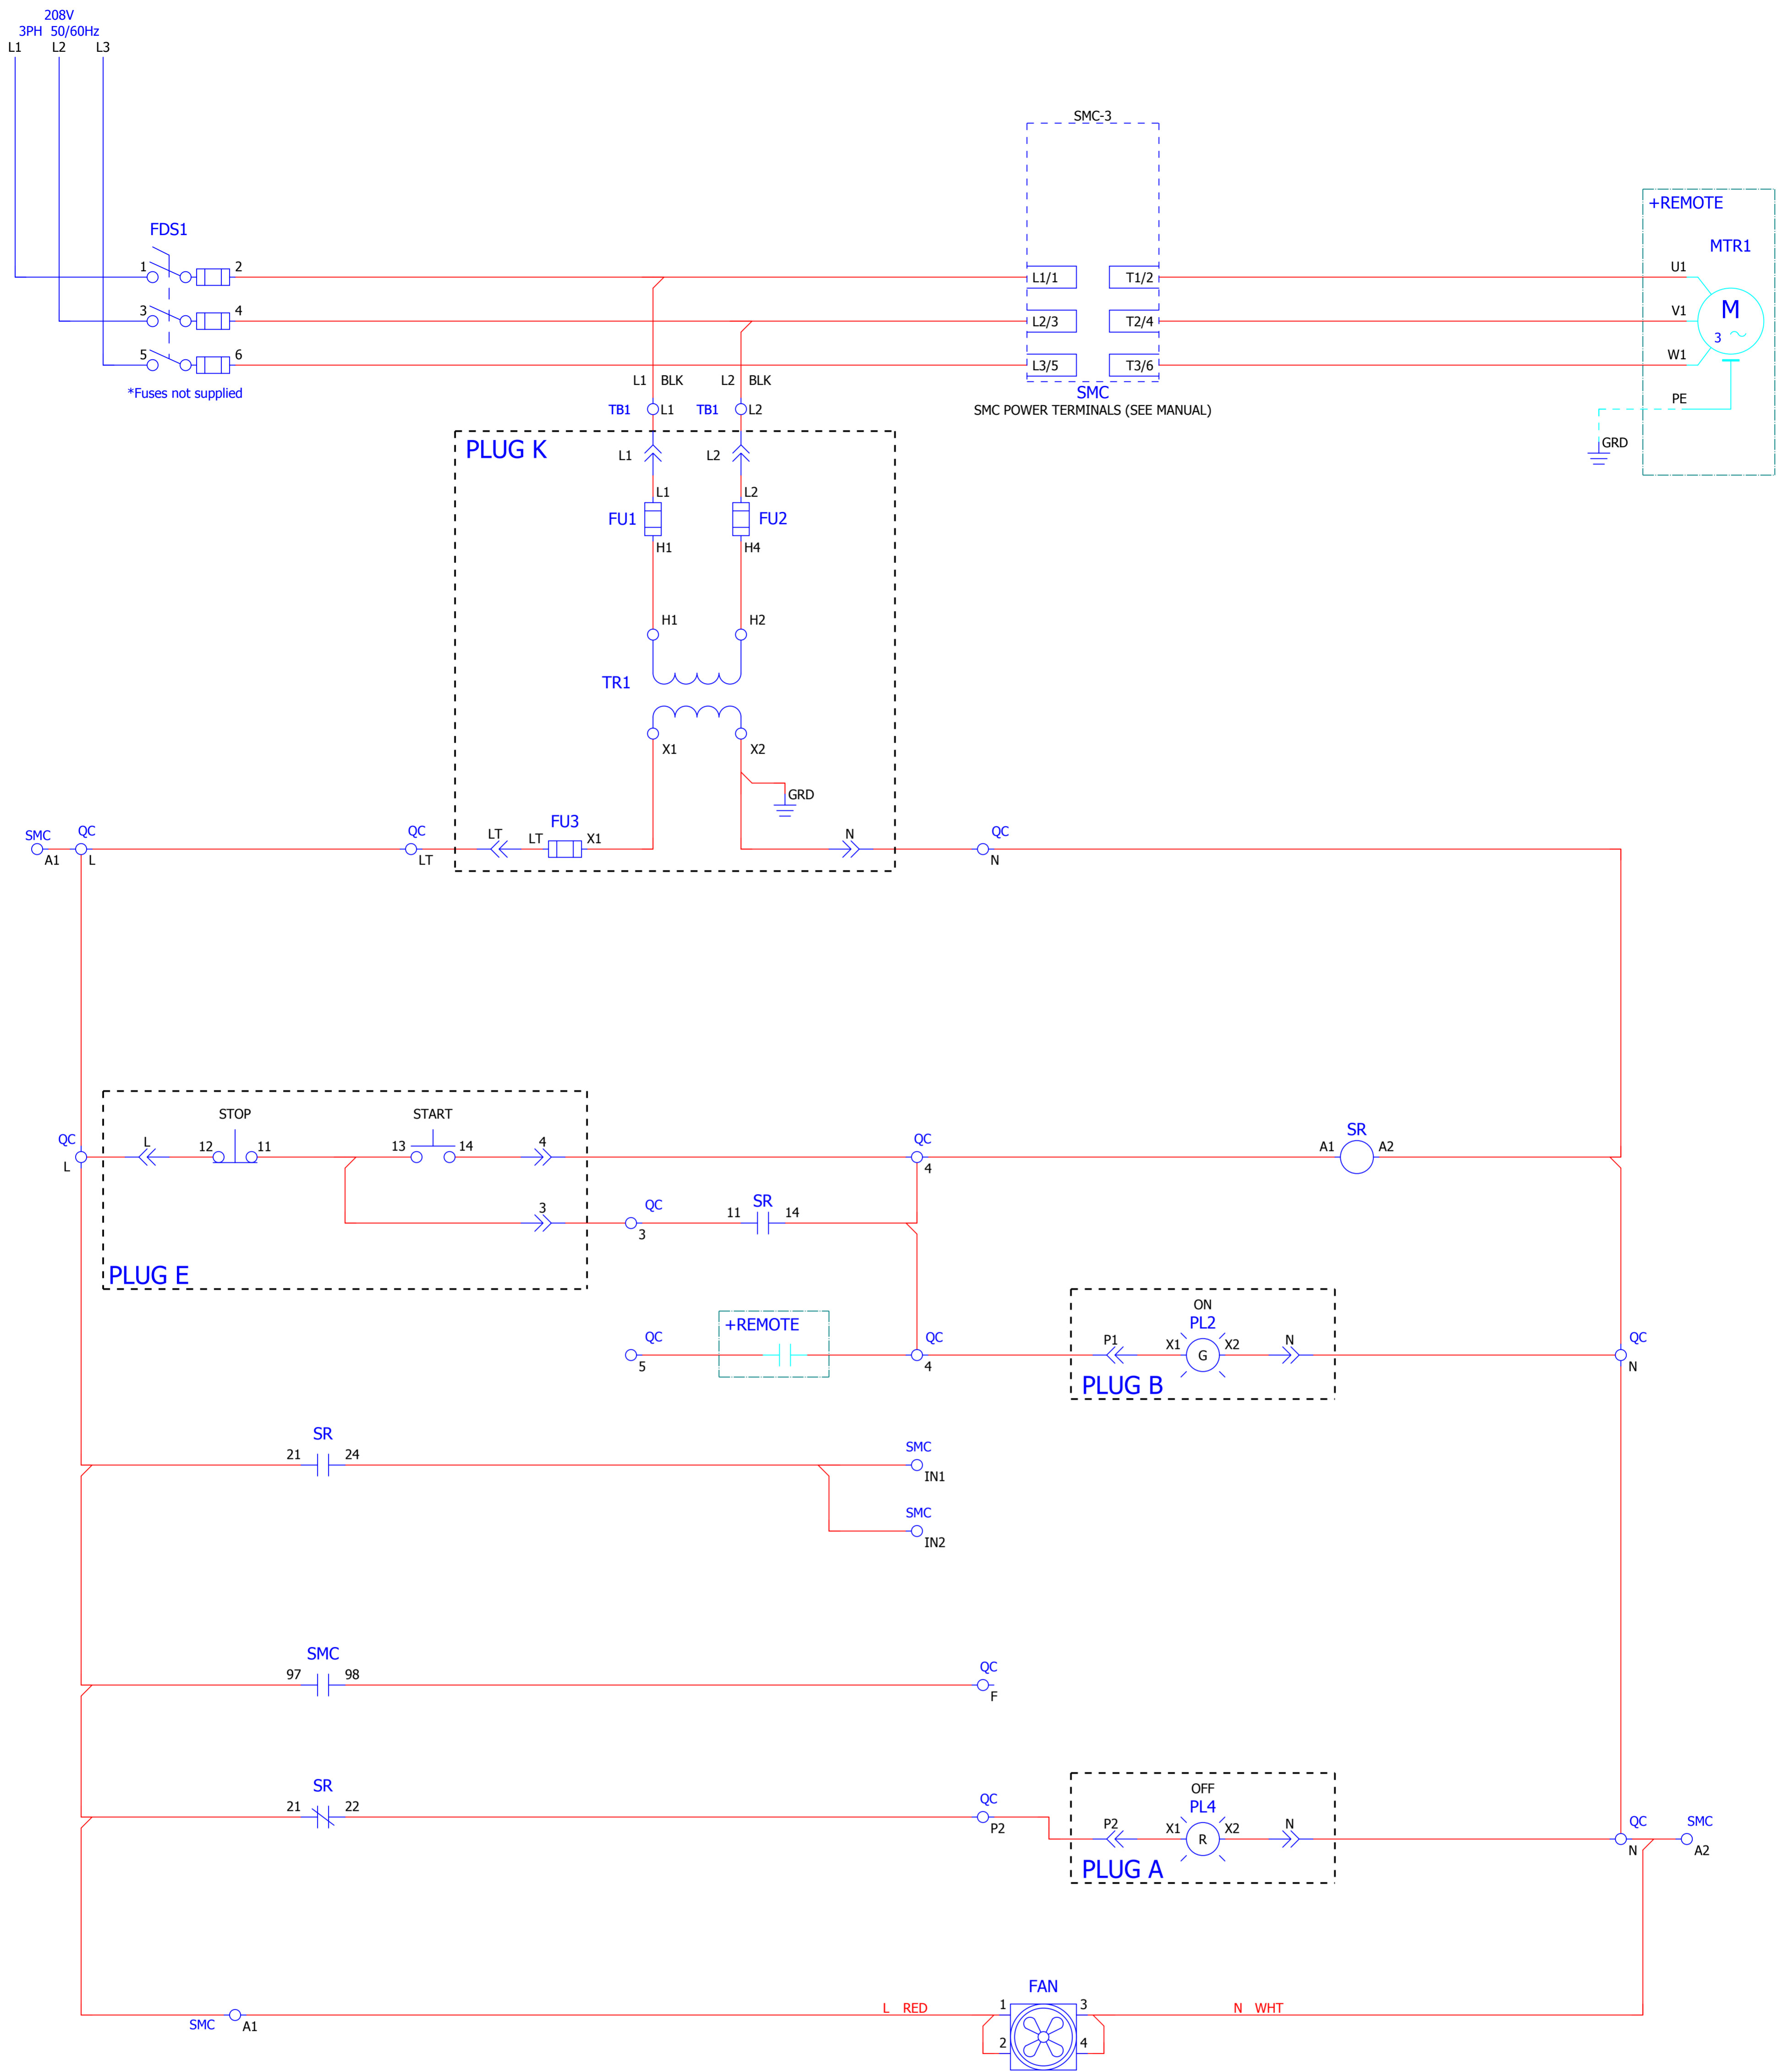 208V
3PH 50/60Hz
L1 L2 L3
SMC-3
+REMOTE
MTR1
FDS1
1 2
3 4
5 6
*Fuses not supplied
L1/1 T1/2
L2/3 T2/4
L3/5 T3/6
SMC
SMC POWER TERMINALS (SEE MANUAL)
U1
V1
W1
PE
M
3
GRD
L1 BLK L2 BLK
TB1 L1 TB1 L2
PLUG K
L1 L2
L1 L2
FU1 FU2
H1 H4
H1 H2
TR1
X1 X2
GRD
SMC QC QC LT LT FU3 X1 N QC
A1 L LT N
STOP START
QC L 12 11 13 14 4 QC A1 SR A2
L 4
3 QC 11 SR 14
3
PLUG E
ON
+REMOTE PL2
QC QC P1 X1 G X2 N QC
5 4 N
PLUG B
SR SMC
21 24 IN1
SMC
IN2
SMC QC
97 98 F
SR OFF
21 22 QC PL4
P2 P2 X1 R X2 N QC SMC
N A2
PLUG A
FAN
L RED 1 3 N WHT
SMC A1
2 4